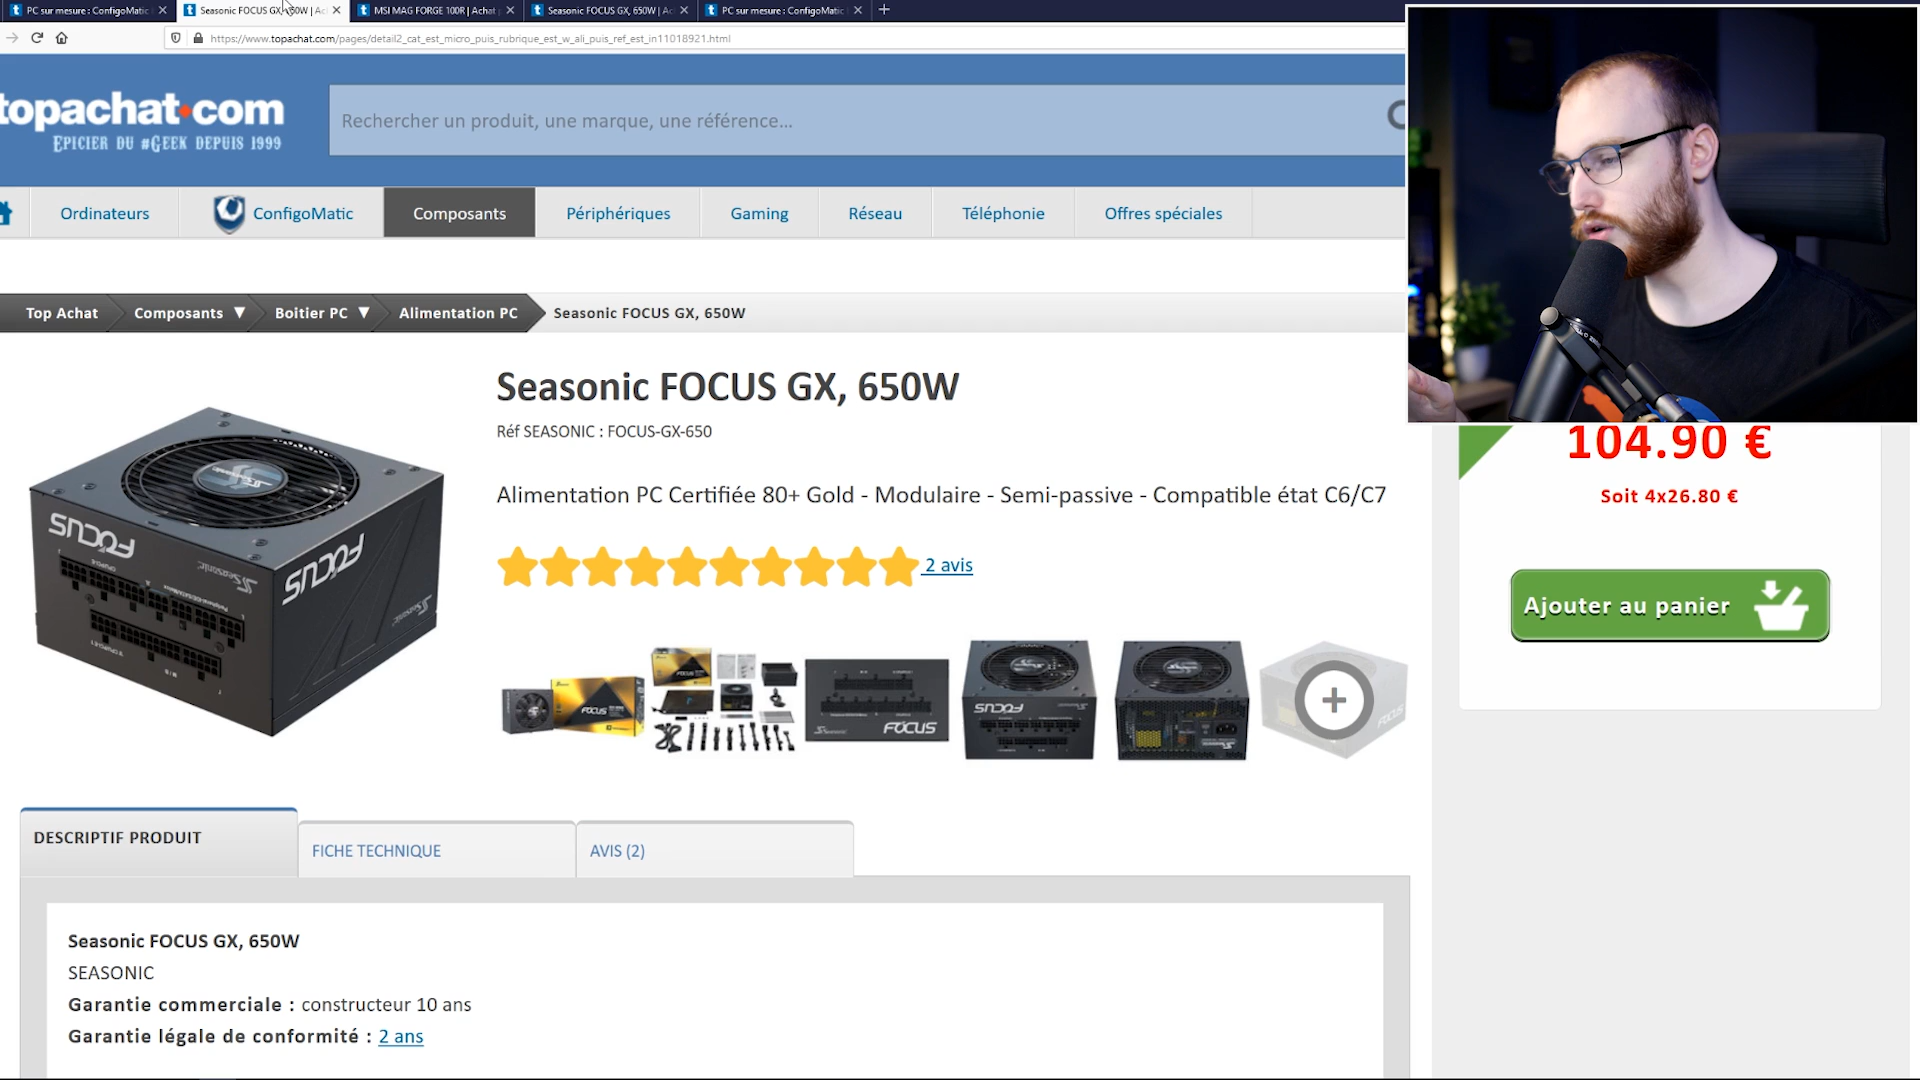 PC sur mesure : ConfigoMatic
Seasonic FOCUS GX, 650W | Ac
MSI MAG FORGE 100R | Achat
Seasonic FOCUS GX, 650W | Ac
PC sur mesure : ConfigoMatic
https://www.topachat.com/pages/detail2_cat_est_micro_puis_rubrique_est_w_ali_puis_ref_est_in11018921.html
topachat.com
EPICIER DU #GEEK DEPUIS 1999
Rechercher un produit, une marque, une référence...
Ordinateurs
ConfigoMatic
Composants
Périphériques
Gaming
Réseau
Téléphonie
Offres spéciales
Top Achat
Composants ▼
Boitier PC ▼
Alimentation PC
Seasonic FOCUS GX, 650W
Seasonic FOCUS GX, 650W
Réf SEASONIC : FOCUS-GX-650
Alimentation PC Certifiée 80+ Gold - Modulaire - Semi-passive - Compatible état C6/C7
2 avis
104.90 €
Soit 4x26.80 €
Ajouter au panier
FOCUS
FOCUS
Seasonic
FOCUS
FOCUS
FOCUS
DESCRIPTIF PRODUIT
FICHE TECHNIQUE
AVIS (2)
Seasonic FOCUS GX, 650W
SEASONIC
Garantie commerciale : constructeur 10 ans
Garantie légale de conformité : 2 ans